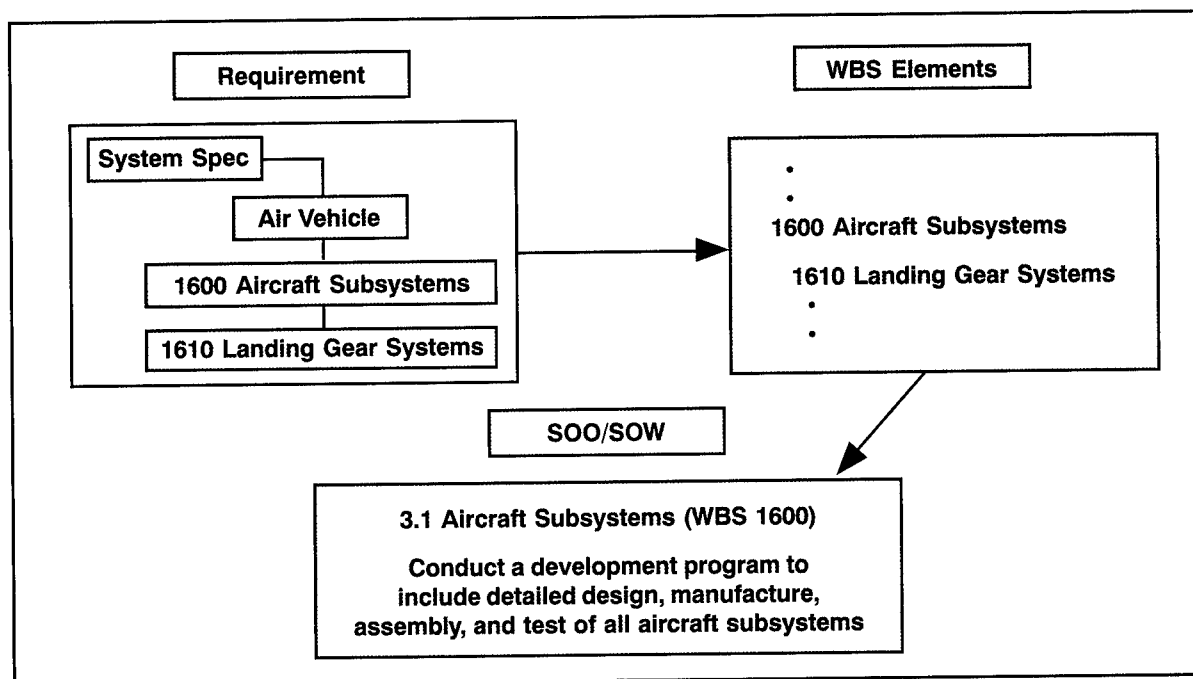 Requirement
WBS Elements
System Spec
Air Vehicle
1600 Aircraft Subsystems
1610 Landing Gear Systems
•
•
1600 Aircraft Subsystems
1610 Landing Gear Systems
•
•
SOO/SOW
3.1 Aircraft Subsystems (WBS 1600)
Conduct a development program to
include detailed design, manufacture,
assembly, and test of all aircraft subsystems